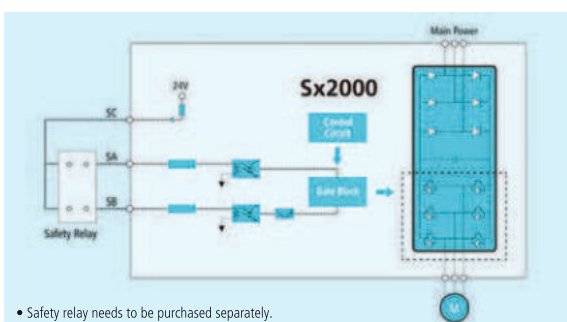 Main Power
24V
Sx2000
SC
Control
Circuit
SA
Gate Block
SB
Safety Relay
M
• Safety relay needs to be purchased separately.